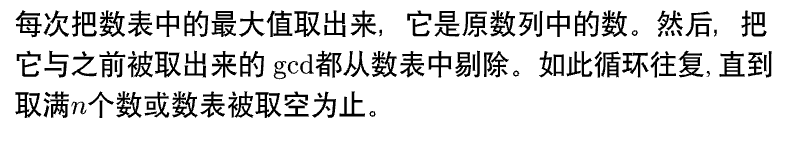 每次把数表中的最大值取出来，它是原数列中的数。然后，把
它与之前被取出来的 gcd都从数表中剔除。如此循环往复, 直到
取满n个数或数表被取空为止。